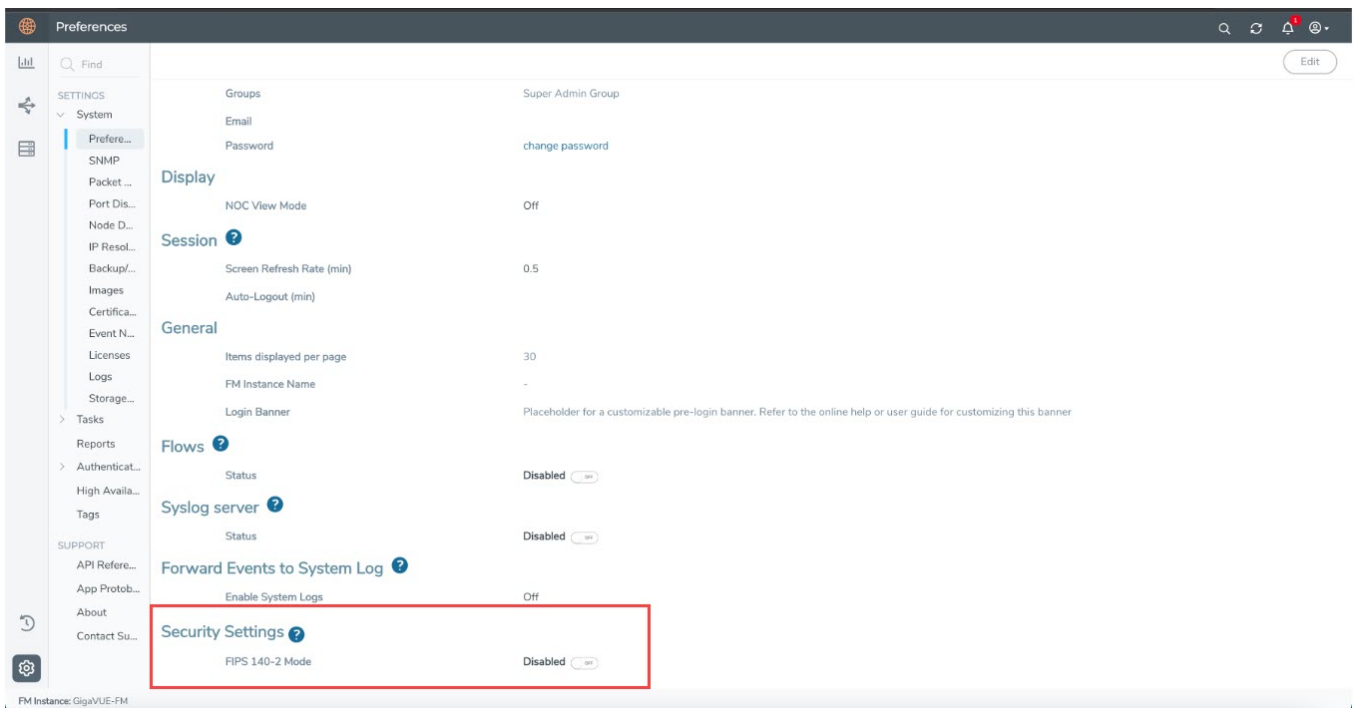 Preferences
1
Find
Edit
SETTINGS
System
Prefere...
SNMP
Packet ...
Port Dis...
Node D...
IP Resol...
Backup/...
Images
Certifica...
Event N...
Licenses
Logs
Storage...
Tasks
Reports
Authenticat...
High Availa...
Tags
SUPPORT
API Refere...
App Protob...
About
Contact Su...
Groups Super Admin Group
Email
Password change password
Display
NOC View Mode Off
Session ?
Screen Refresh Rate (min) 0.5
Auto-Logout (min)
General
Items displayed per page 30
FM Instance Name -
Login Banner Placeholder for a customizable pre-login banner. Refer to the online help or user guide for customizing this banner
Flows ?
Status Disabled OFF
Syslog server ?
Status Disabled OFF
Forward Events to System Log ?
Enable System Logs Off
Security Settings ?
FIPS 140-2 Mode Disabled OFF
FM Instance: GigaVUE-FM